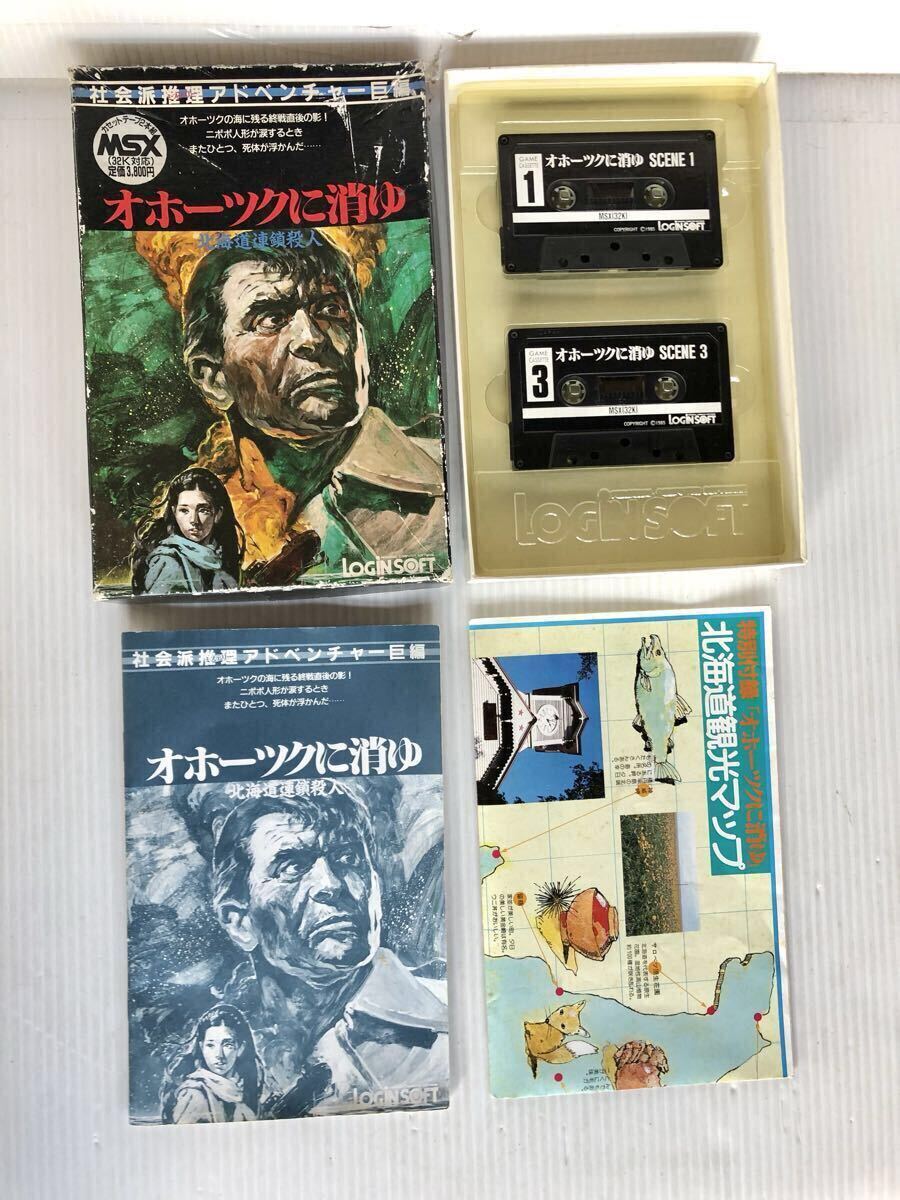 社会派推理アドベンチャー巨編
カセットテープ2本組
MSX
(32K対応)
定価3,800円
オホーツクの海に残る終戦直後の影!
ニポポ人形が涙するとき
またひとつ、死体が浮かんだ……
オホーツクに消ゆ
北海道連鎖殺人
LOGINSOFT
GAME
CASSETTE
1
オホーツクに消ゆ SCENE 1
MSX(32K)
COPYRIGHT ©1985 LOGINSOFT
GAME
CASSETTE
3
オホーツクに消ゆ SCENE 3
MSX(32K)
COPYRIGHT ©1985 LOGINSOFT
LOGINSOFT
社会派推理アドベンチャー巨編
オホーツクの海に残る終戦直後の影!
ニポポ人形が涙するとき
またひとつ、死体が浮かんだ……
オホーツクに消ゆ
北海道連鎖殺人
LOGINSOFT
特別付録「オホーツクに消ゆ
北海道観光マップ